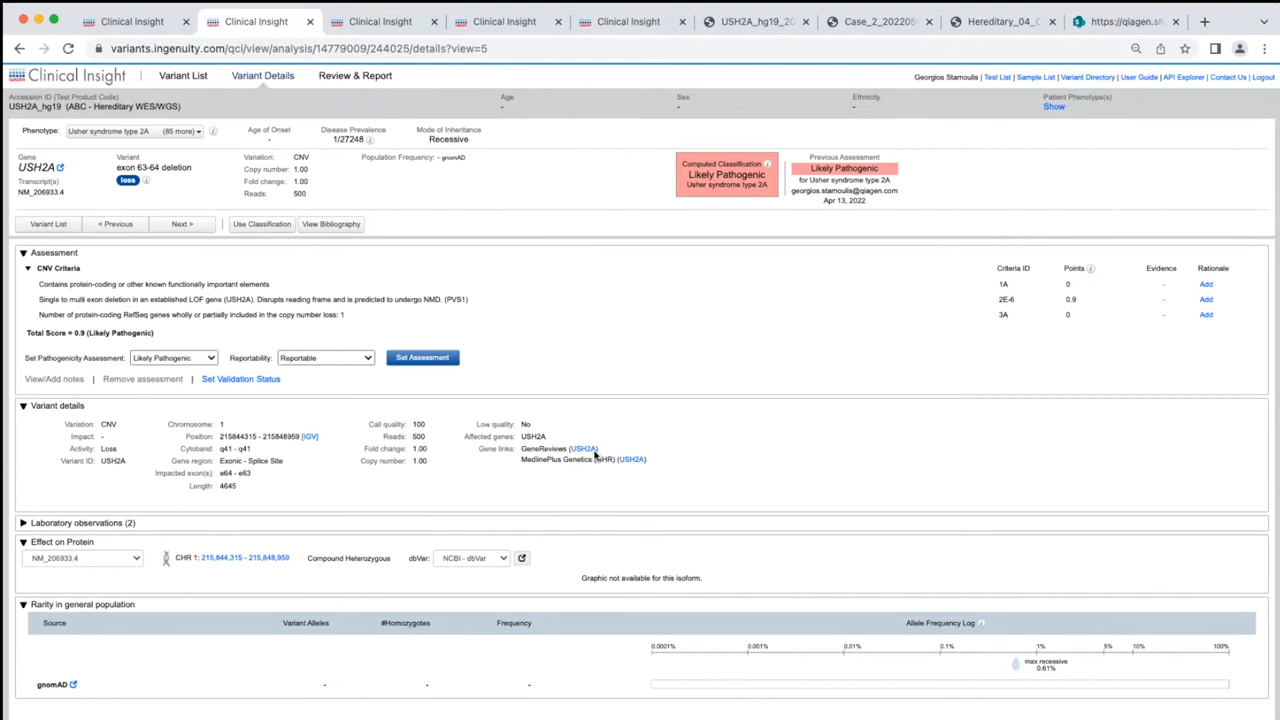 Clinical Insight
Clinical Insight
Clinical Insight
Clinical Insight
Clinical Insight
USH2A_hg19_20
Case_2_202205
Hereditary_04_C
https://qiagen.sh
variants.ingenuity.com/qci/view/analysis/14779009/244025/details?view=5
QIAGEN Clinical Insight Variant List Variant Details Review & Report
Georgios Stamoulis | Test List | Sample List | Variant Directory | User Guide | API Explorer | Contact Us | Logout
Accession ID (Test Product Code) Age Sex Ethnicity Patient Phenotype(s)
USH2A_hg19 (ABC - Hereditary WES/WGS) - - - Show
Phenotype: Usher syndrome type 2A (85 more)
Age of Onset Disease Prevalence Mode of Inheritance
- 1/27248 Recessive
Gene Variant Variation: CNV Population Frequency: - gnomAD
USH2A exon 63-64 deletion Copy number: 1.00
loss Fold change: 1.00
Transcript(s) Reads: 500
NM_206933.4
Computed Classification
Likely Pathogenic
Usher syndrome type 2A
Previous Assessment
Likely Pathogenic
for Usher syndrome type 2A
georgios.stamoulis@qiagen.com
Apr 13, 2022
Variant List < Previous Next > Use Classification View Bibliography
Assessment
CNV Criteria Criteria ID Points Evidence Rationale
Contains protein-coding or other known functionally important elements 1A 0 - Add
Single to multi exon deletion in an established LOF gene (USH2A). Disrupts reading frame and is predicted to undergo NMD. (PVS1) 2E-6 0.9 - Add
Number of protein-coding RefSeq genes wholly or partially included in the copy number loss: 1 3A 0 - Add
Total Score = 0.9 (Likely Pathogenic)
Set Pathogenicity Assessment: Likely Pathogenic Reportability: Reportable Set Assessment
View/Add notes | Remove assessment | Set Validation Status
Variant details
Variation: CNV Chromosome: 1 Call quality: 100 Low quality: No
Impact: - Position: 215844315 - 215848959 [IGV] Reads: 500 Affected genes: USH2A
Activity: Loss Cytoband: q41 - q41 Fold change: 1.00 Gene links: GeneReviews (USH2A)
Variant ID: USH2A Gene region: Exonic - Splice Site Copy number: 1.00 MedlinePlus Genetics (GHR) (USH2A)
Impacted exon(s): e64 - e63
Length: 4645
Laboratory observations (2)
Effect on Protein
NM_206933.4 CHR 1: 215,844,315 - 215,848,959 Compound Heterozygous dbVar: NCBI - dbVar
Graphic not available for this isoform.
Rarity in general population
Source Variant Alleles #Homozygotes Frequency Allele Frequency Log
0.0001% 0.001% 0.01% 0.1% 1% 5% 10% 100%
max recessive
0.61%
gnomAD - - -